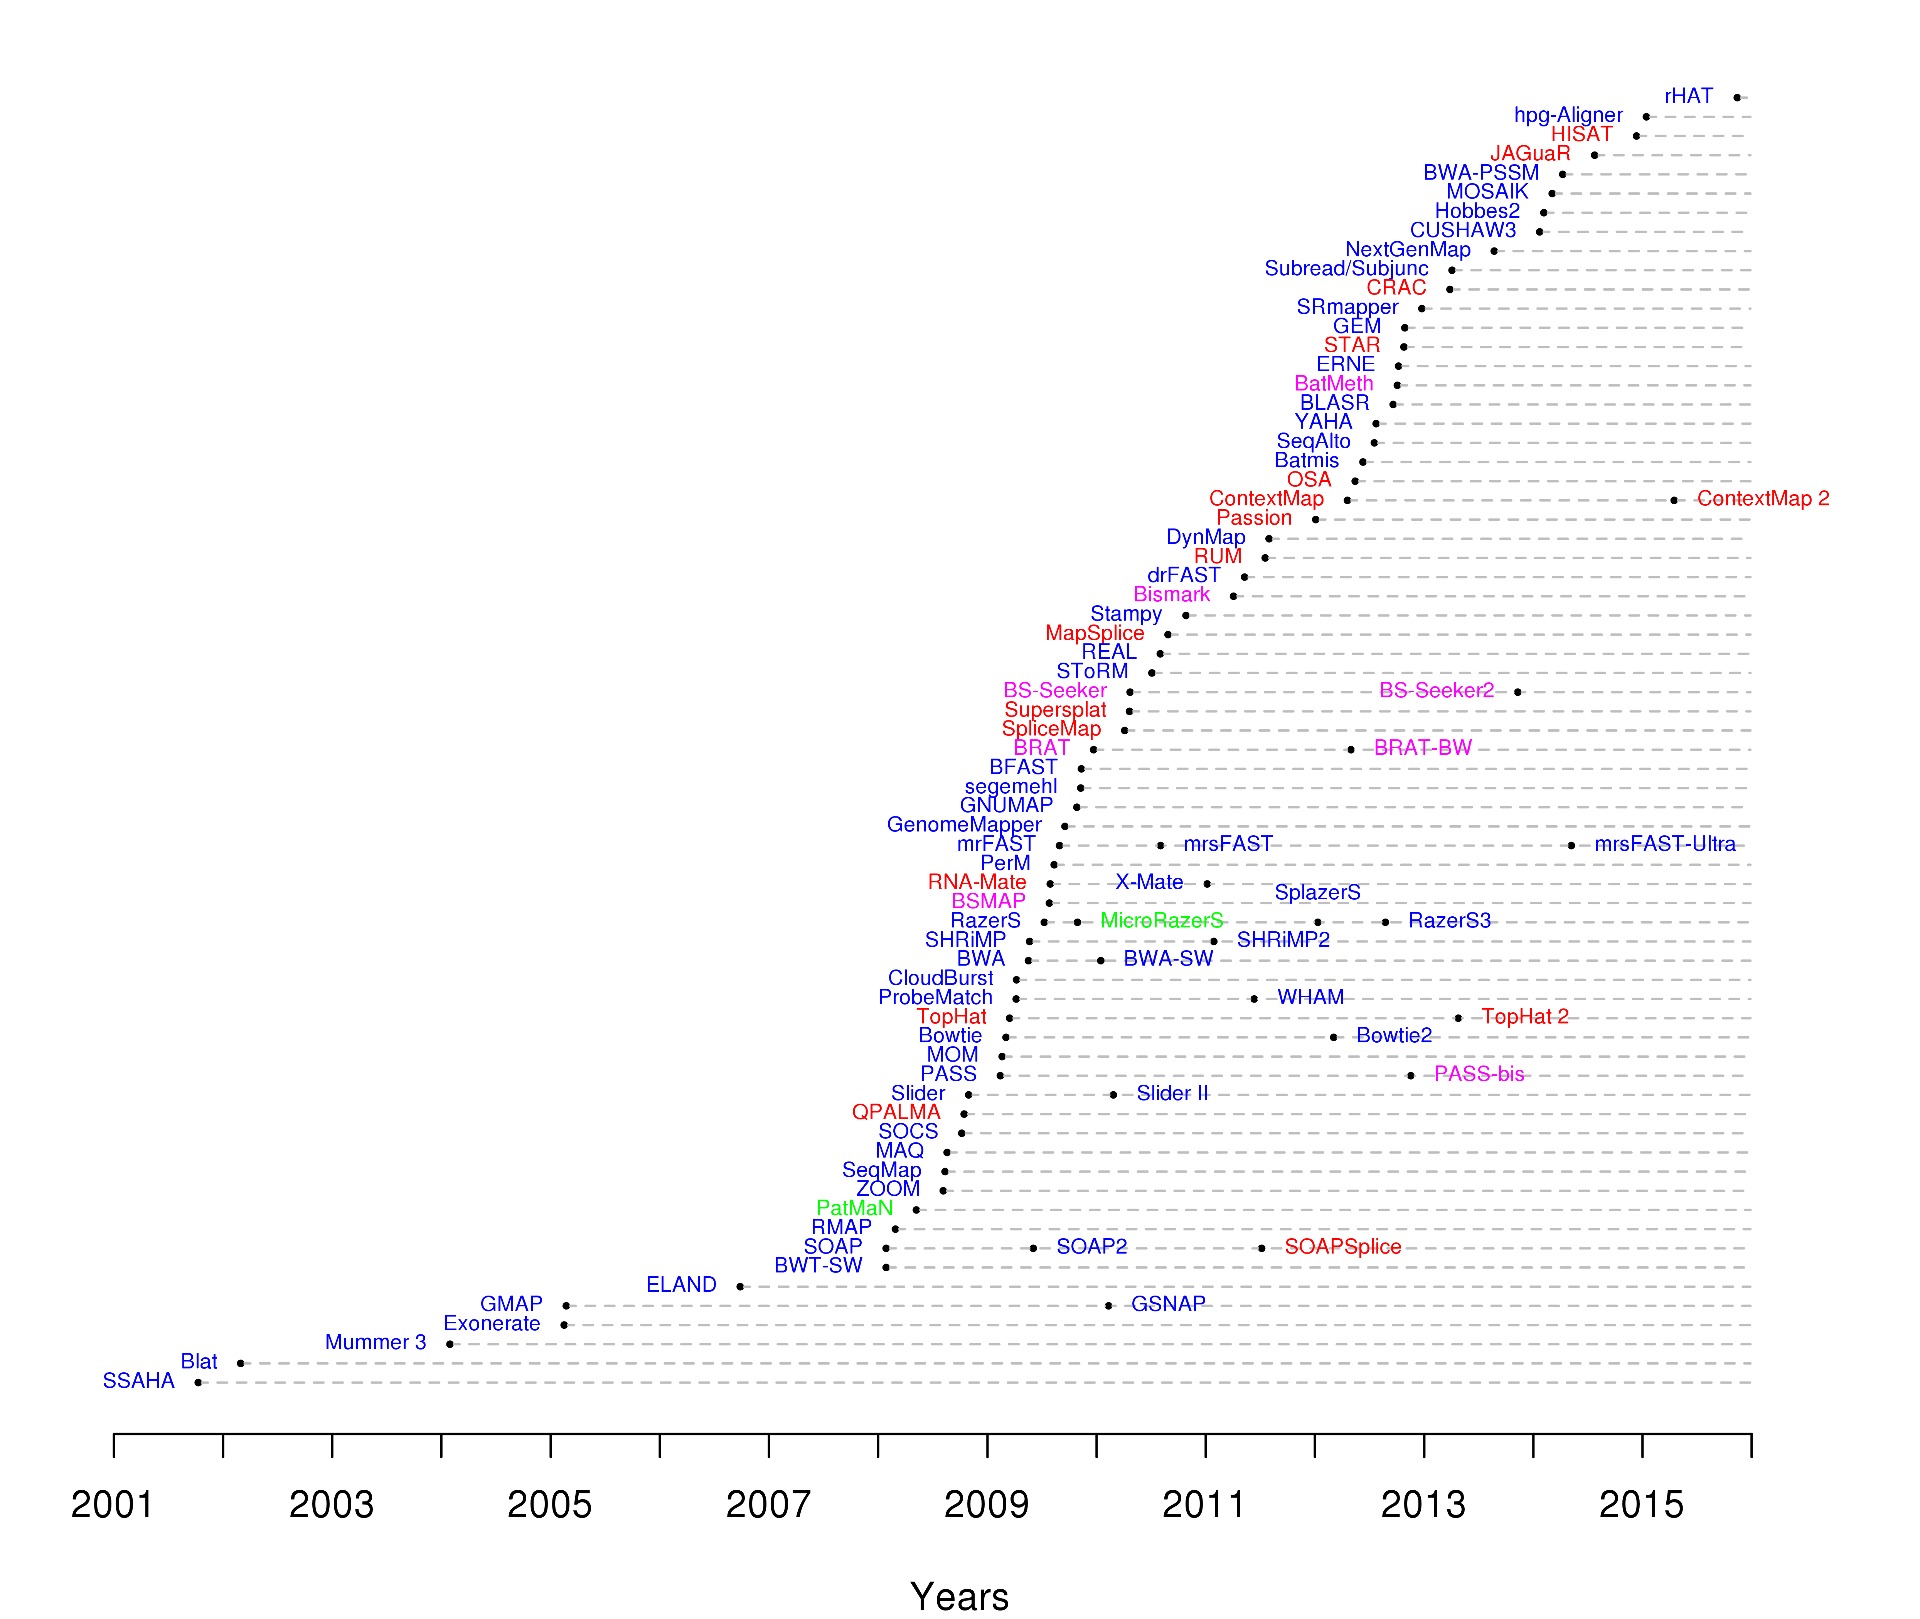 rHAT
hpg-Aligner
HISAT
JAGuaR
BWA-PSSM
MOSAIK
Hobbes2
CUSHAW3
NextGenMap
Subread/Subjunc
CRAC
SRmapper
GEM
STAR
ERNE
BatMeth
BLASR
YAHA
SeqAlto
Batmis
OSA
ContextMap ContextMap 2
Passion
DynMap
RUM
drFAST
Bismark
Stampy
MapSplice
REAL
SToRM
BS-Seeker BS-Seeker2
Supersplat
SpliceMap
BRAT BRAT-BW
BFAST
segemehl
GNUMAP
GenomeMapper
mrFAST mrsFAST mrsFAST-Ultra
PerM
RNA-Mate X-Mate
SplazerS
BSMAP
RazerS MicroRazerS RazerS3
SHRiMP SHRiMP2
BWA BWA-SW
CloudBurst
ProbeMatch WHAM
TopHat TopHat 2
Bowtie Bowtie2
MOM
PASS PASS-bis
Slider Slider II
QPALMA
SOCS
MAQ
SeqMap
ZOOM
PatMaN
RMAP
SOAP SOAP2 SOAPSplice
BWT-SW
ELAND
GMAP GSNAP
Exonerate
Mummer 3
Blat
SSAHA
2001 2003 2005 2007 2009 2011 2013 2015
Years